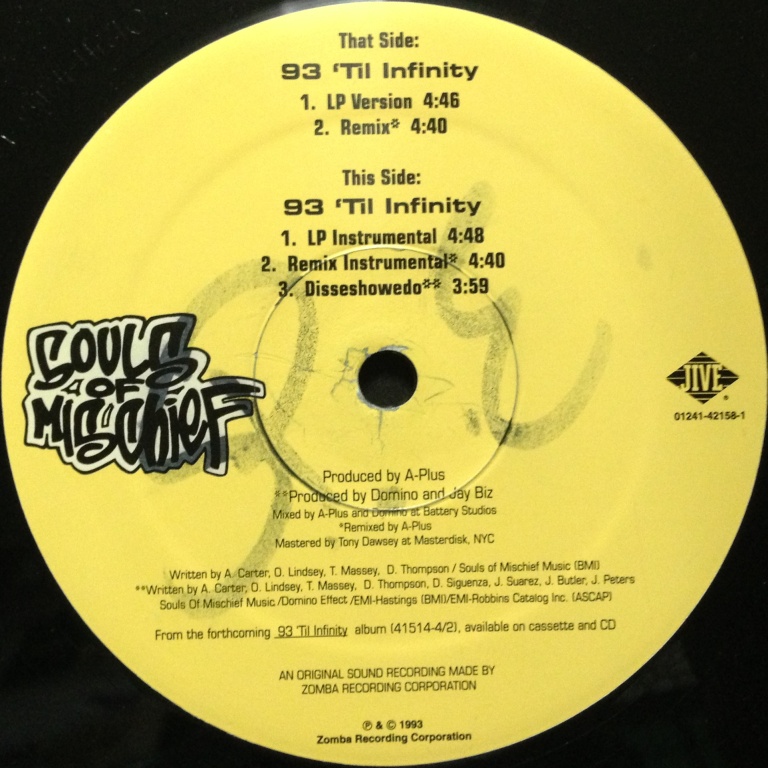 That Side:
93 'Til Infinity
1. LP Version 4:46
2. Remix* 4:40
This Side:
93 'Til Infinity
1. LP Instrumental 4:48
2. Remix Instrumental* 4:40
3. Disseshowedo** 3:59
SOULS
OF
MISCHIEF
JIVE
®
01241-42158-1
Produced by A-Plus
**Produced by Domino and Jay Biz
Mixed by A-Plus and Domino at Battery Studios
*Remixed by A-Plus
Mastered by Tony Dawsey at Masterdisk, NYC
Written by A. Carter, O. Lindsey, T. Massey, D. Thompson / Souls of Mischief Music (BMI)
**Written by A. Carter, O. Lindsey, T. Massey, D. Thompson, D. Siguenza, J. Suarez, J. Butler, J. Peters
Souls Of Mischief Music /Domino Effect /EMI-Hastings (BMI)/EMI-Robbins Catalog Inc. (ASCAP)
From the forthcoming 93 'Til Infinity album (41514-4/2), available on cassette and CD
AN ORIGINAL SOUND RECORDING MADE BY
ZOMBA RECORDING CORPORATION
℗ & © 1993
Zomba Recording Corporation